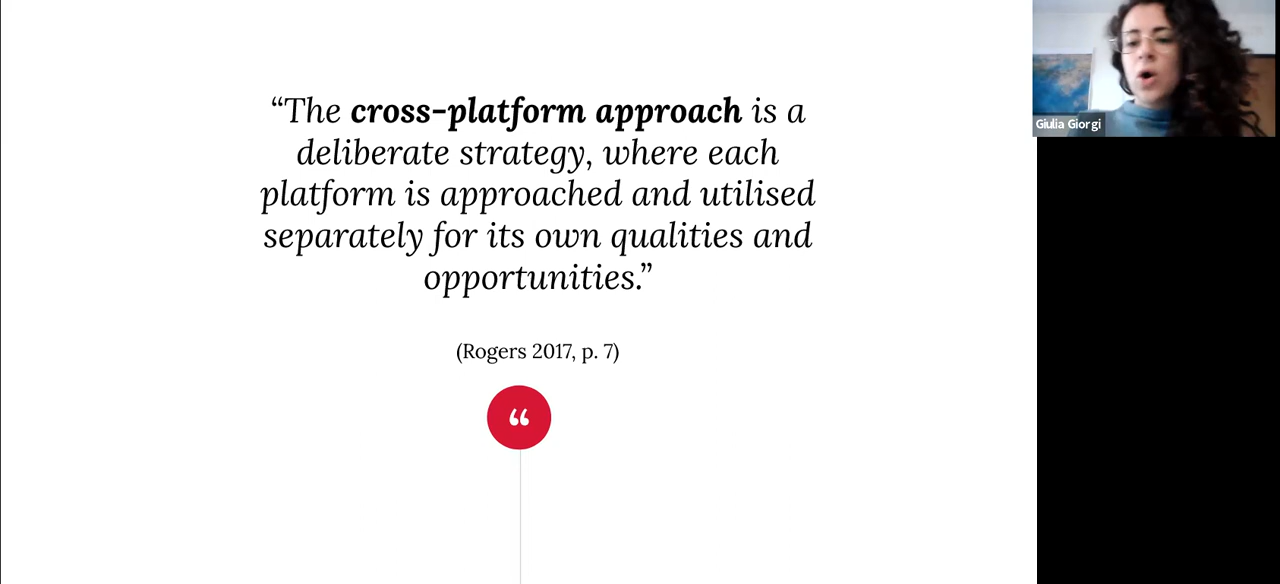 “The cross-platform approach is a
deliberate strategy, where each
platform is approached and utilised
separately for its own qualities and
opportunities.”
(Rogers 2017, p. 7)
“
Giulia Giorgi